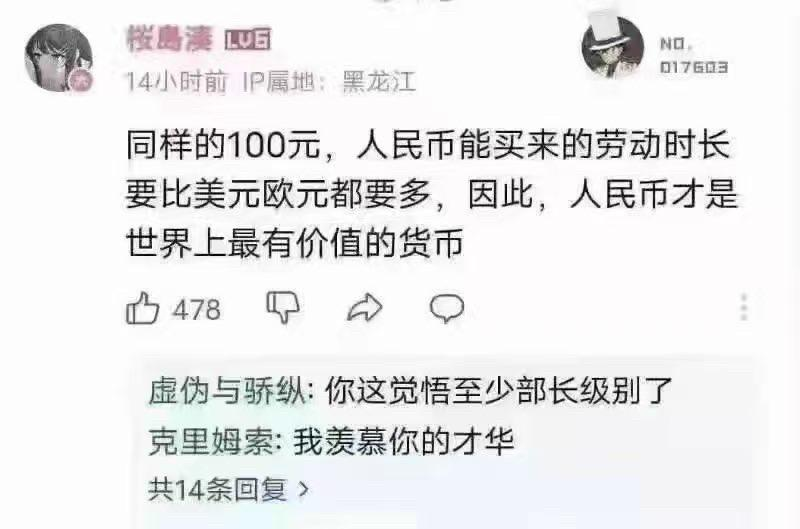 桜島湊 LV6
NO.
017603
14小时前 IP属地：黑龙江
同样的100元，人民币能买来的劳动时长
要比美元欧元都要多，因此，人民币才是
世界上最有价值的货币
478
虚伪与骄纵: 你这觉悟至少部长级别了
克里姆索: 我羡慕你的才华
共14条回复 >